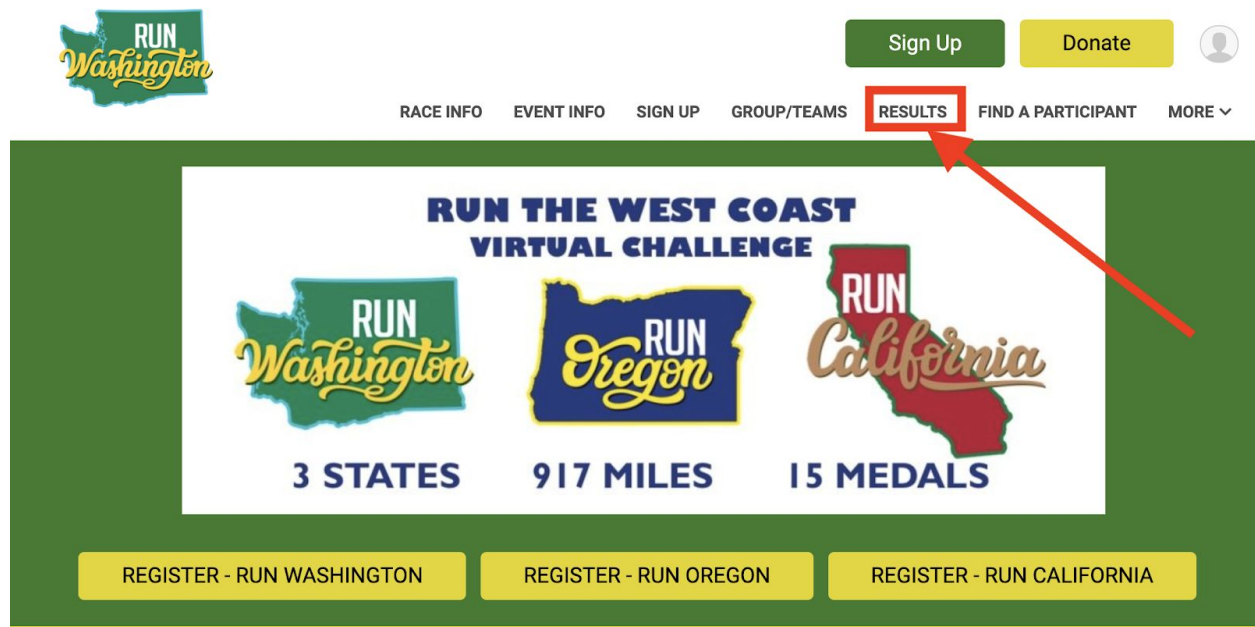 RUN
Washington
Sign Up
Donate
RACE INFO EVENT INFO SIGN UP GROUP/TEAMS RESULTS FIND A PARTICIPANT MORE
RUN THE WEST COAST
VIRTUAL CHALLENGE
RUN
Washington
RUN
Oregon
RUN
California
3 STATES 917 MILES 15 MEDALS
REGISTER - RUN WASHINGTON
REGISTER - RUN OREGON
REGISTER - RUN CALIFORNIA